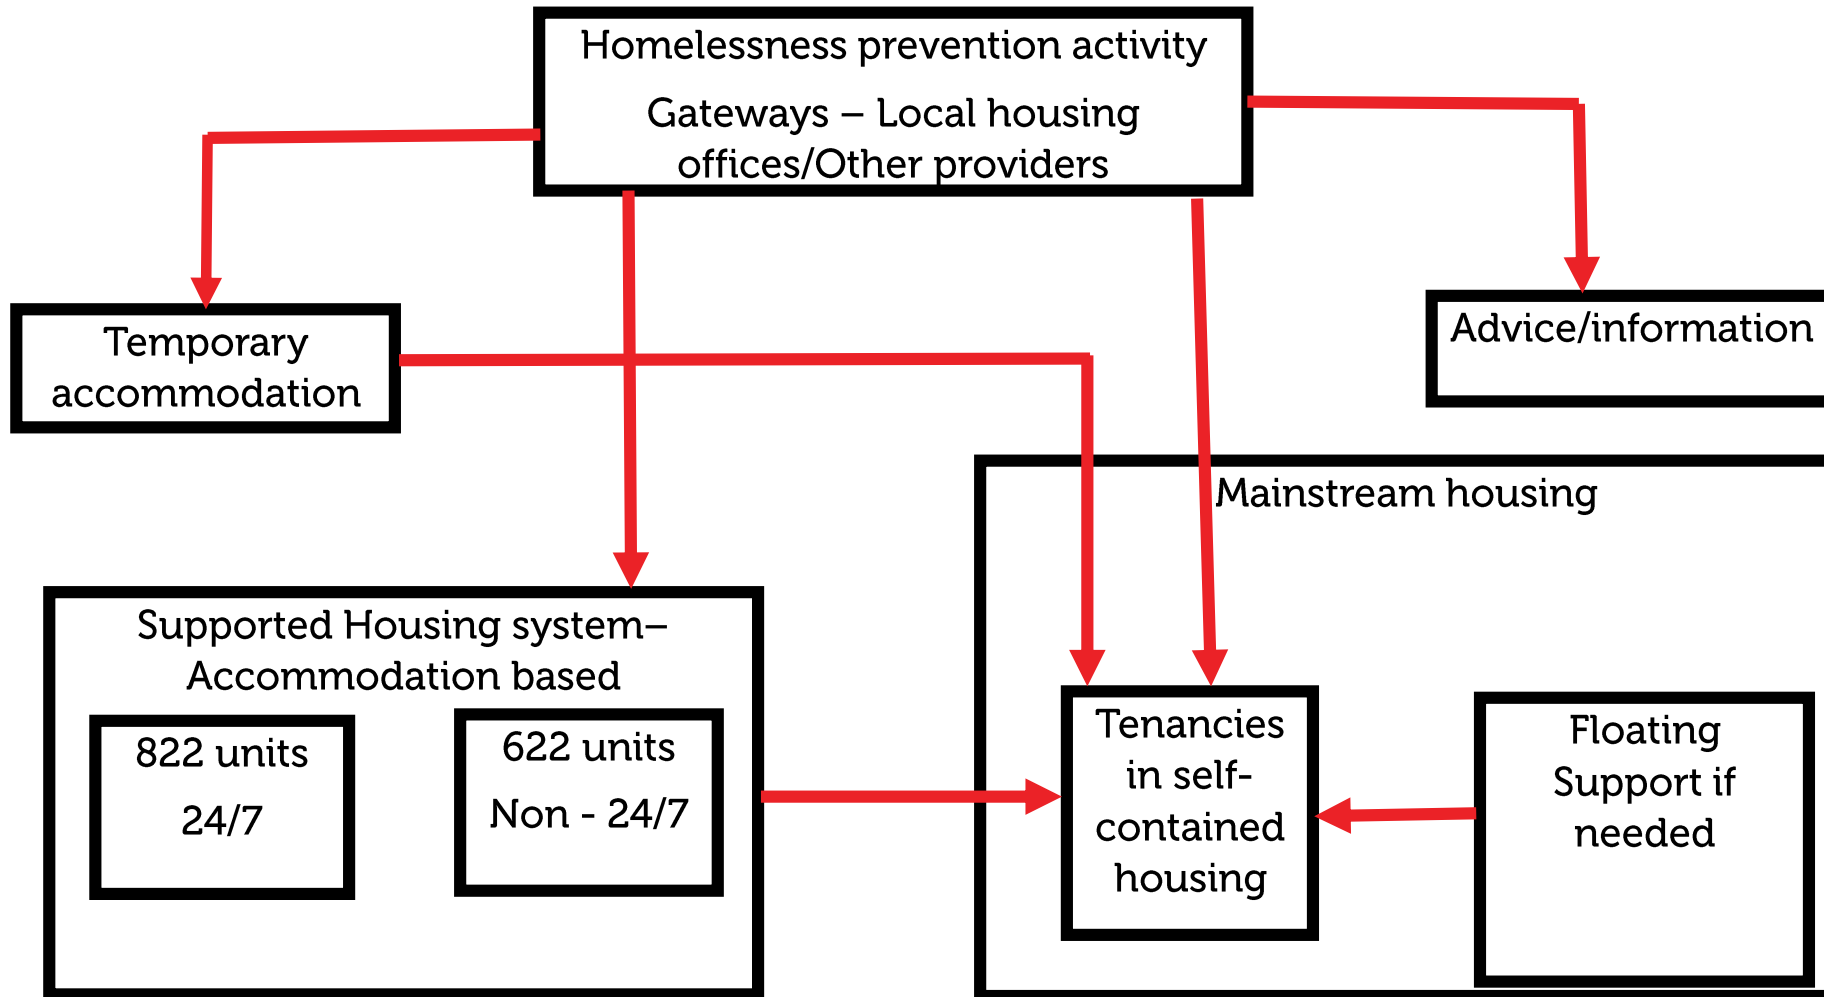 Homelessness prevention activity
Gateways – Local housing
offices/Other providers
Temporary
accommodation
Advice/information
Mainstream housing
Supported Housing system–
Accommodation based
822 units
24/7
622 units
Non - 24/7
Tenancies
in self-
contained
housing
Floating
Support if
needed